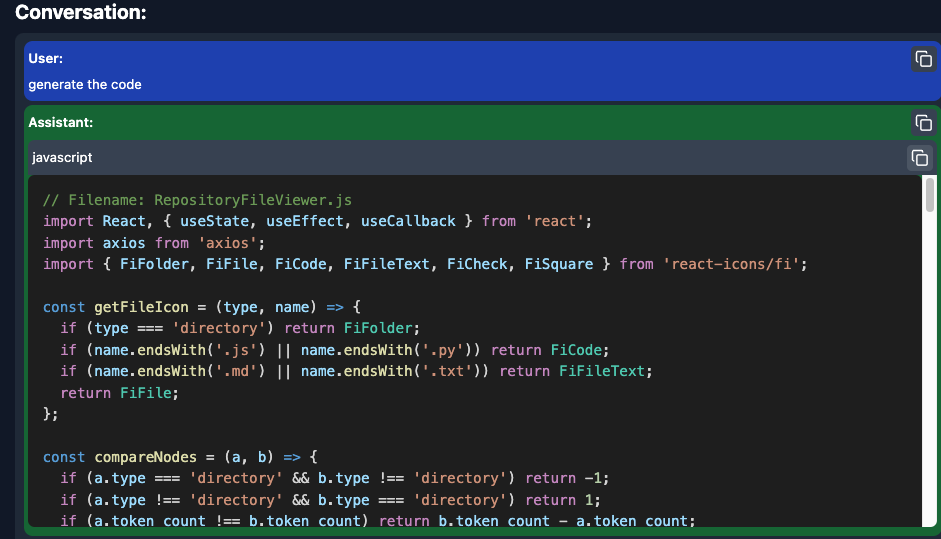 Conversation:
User:
generate the code
Assistant:
javascript
// Filename: RepositoryFileViewer.js
import React, { useState, useEffect, useCallback } from 'react';
import axios from 'axios';
import { FiFolder, FiFile, FiCode, FiFileText, FiCheck, FiSquare } from 'react-icons/fi';

const getFileIcon = (type, name) => {
  if (type === 'directory') return FiFolder;
  if (name.endsWith('.js') || name.endsWith('.py')) return FiCode;
  if (name.endsWith('.md') || name.endsWith('.txt')) return FiFileText;
  return FiFile;
};

const compareNodes = (a, b) => {
  if (a.type === 'directory' && b.type !== 'directory') return -1;
  if (a.type !== 'directory' && b.type === 'directory') return 1;
  if (a.token_count !== b.token_count) return b.token_count - a.token_count;